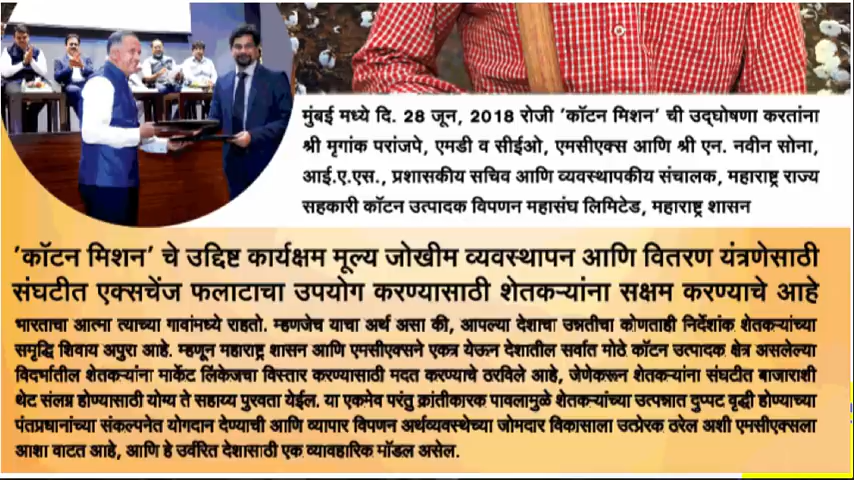 मुंबई मध्ये दि. 28 जून, 2018 रोजी 'कॉटन मिशन' ची उद्घोषणा करतांना
श्री मृगांक परांजपे, एमडी व सीईओ, एमसीएक्स आणि श्री एन. नवीन सोना,
आई.ए.एस., प्रशासकीय सचिव आणि व्यवस्थापकीय संचालक, महाराष्ट्र राज्य
सहकारी कॉटन उत्पादक विपणन महासंघ लिमिटेड, महाराष्ट्र शासन
'कॉटन मिशन' चे उद्दिष्ट कार्यक्षम मूल्य जोखीम व्यवस्थापन आणि वितरण यंत्रणेसाठी
संघटीत एक्सचेंज फलाटाचा उपयोग करण्यासाठी शेतकऱ्यांना सक्षम करण्याचे आहे
भारताचा आत्मा त्याच्या गावांमध्ये राहतो. म्हणजेच याचा अर्थ असा की, आपल्या देशाचा उन्नतीचा कोणताही निर्देशांक शेतकऱ्यांच्या
समृद्धि शिवाय अपुरा आहे. म्हणून महाराष्ट्र शासन आणि एमसीएक्सने एकत्र येऊन देशातील सर्वात मोठे कॉटन उत्पादक क्षेत्र असलेल्या
विदर्भातील शेतकऱ्यांना मार्केट लिंकेजचा विस्तार करण्यासाठी मदत करण्याचे ठरविले आहे, जेणेकरून शेतकऱ्यांना संघटीत बाजाराशी
थेट संलग्न होण्यासाठी योग्य ते सहाय्य पुरवता येईल. या एकमेव परंतु क्रांतीकारक पावलामुळे शेतकऱ्यांच्या उत्पन्नात दुप्पट वृद्धी होण्याच्या
पंतप्रधानांच्या संकल्पनेत योगदान देण्याची आणि व्यापार विपणन अर्थव्यवस्थेच्या जोमदार विकासाला उत्प्रेरक ठरेल अशी एमसीएक्सला
आशा वाटत आहे, आणि हे उर्वरित देशासाठी एक व्यावहारिक मॉडल असेल.